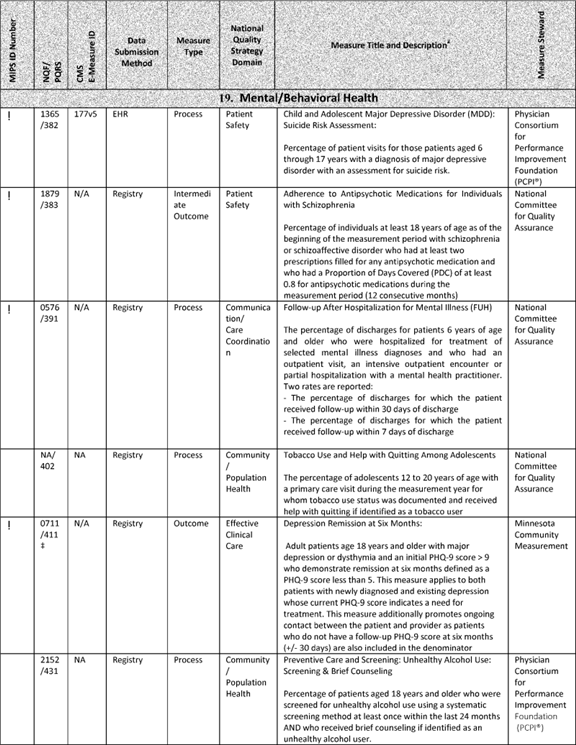 MIPS ID Number
NQF/
PQRS
CMS
E-Measure ID
Data
Submission
Method
Measure
Type
National
Quality
Strategy
Domain
Measure Title and Description
Measure Steward
19. Mental/Behavioral Health
!
1365
/382
177v5
EHR
Process
Patient
Safety
Child and Adolescent Major Depressive Disorder (MDD):
Suicide Risk Assessment:
Percentage of patient visits for those patients aged 6
through 17 years with a diagnosis of major depressive
disorder with an assessment for suicide risk.
Physician
Consortium
for
Performance
Improvement
Foundation
(PCPI®)
!
1879
/383
N/A
Registry
Intermedi
ate
Outcome
Patient
Safety
Adherence to Antipsychotic Medications for Individuals
with Schizophrenia
Percentage of individuals at least 18 years of age as of the
beginning of the measurement period with schizophrenia
or schizoaffective disorder who had at least two
prescriptions filled for any antipsychotic medication and
who had a Proportion of Days Covered (PDC) of at least
0.8 for antipsychotic medications during the
measurement period (12 consecutive months)
National
Committee
for Quality
Assurance
!
0576
/391
N/A
Registry
Process
Communica
tion/
Care
Coordinatio
n
Follow-up After Hospitalization for Mental Illness (FUH)
The percentage of discharges for patients 6 years of age
and older who were hospitalized for treatment of
selected mental illness diagnoses and who had an
outpatient visit, an intensive outpatient encounter or
partial hospitalization with a mental health practitioner.
Two rates are reported:
- The percentage of discharges for which the patient
received follow-up within 30 days of discharge
- The percentage of discharges for which the patient
received follow-up within 7 days of discharge
National
Committee
for Quality
Assurance
NA/
402
NA
Registry
Process
Community
/
Population
Health
Tobacco Use and Help with Quitting Among Adolescents
The percentage of adolescents 12 to 20 years of age with
a primary care visit during the measurement year for
whom tobacco use status was documented and received
help with quitting if identified as a tobacco user
National
Committee
for Quality
Assurance
!
0711
/411
‡
N/A
Registry
Outcome
Effective
Clinical
Care
Depression Remission at Six Months:
Adult patients age 18 years and older with major
depression or dysthymia and an initial PHQ-9 score > 9
who demonstrate remission at six months defined as a
PHQ-9 score less than 5. This measure applies to both
patients with newly diagnosed and existing depression
whose current PHQ-9 score indicates a need for
treatment. This measure additionally promotes ongoing
contact between the patient and provider as patients
who do not have a follow-up PHQ-9 score at six months
(+/- 30 days) are also included in the denominator
Minnesota
Community
Measurement
2152
/431
NA
Registry
Process
Community
/
Population
Health
Preventive Care and Screening: Unhealthy Alcohol Use:
Screening & Brief Counseling
Percentage of patients aged 18 years and older who were
screened for unhealthy alcohol use using a systematic
screening method at least once within the last 24 months
AND who received brief counseling if identified as an
unhealthy alcohol user.
Physician
Consortium
for
Performance
Improvement
Foundation
(PCPI®)